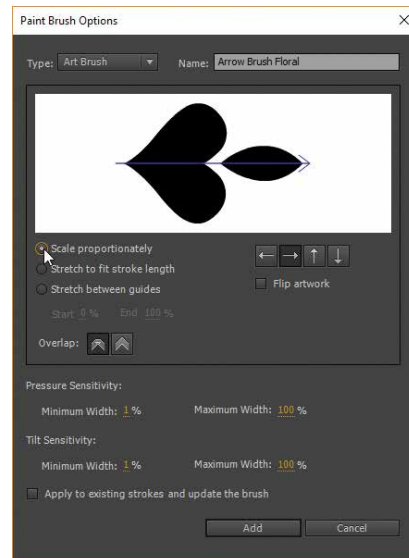 Paint Brush Options
Type: Art Brush Name: Arrow Brush Floral
Scale proportionately
Stretch to fit stroke length
Stretch between guides
Flip artwork
Start 0 % End 100 %
Overlap:
Pressure Sensitivity:
Minimum Width: 1 % Maximum Width: 100 %
Tilt Sensitivity:
Minimum Width: 1 % Maximum Width: 100 %
Apply to existing strokes and update the brush
Add Cancel